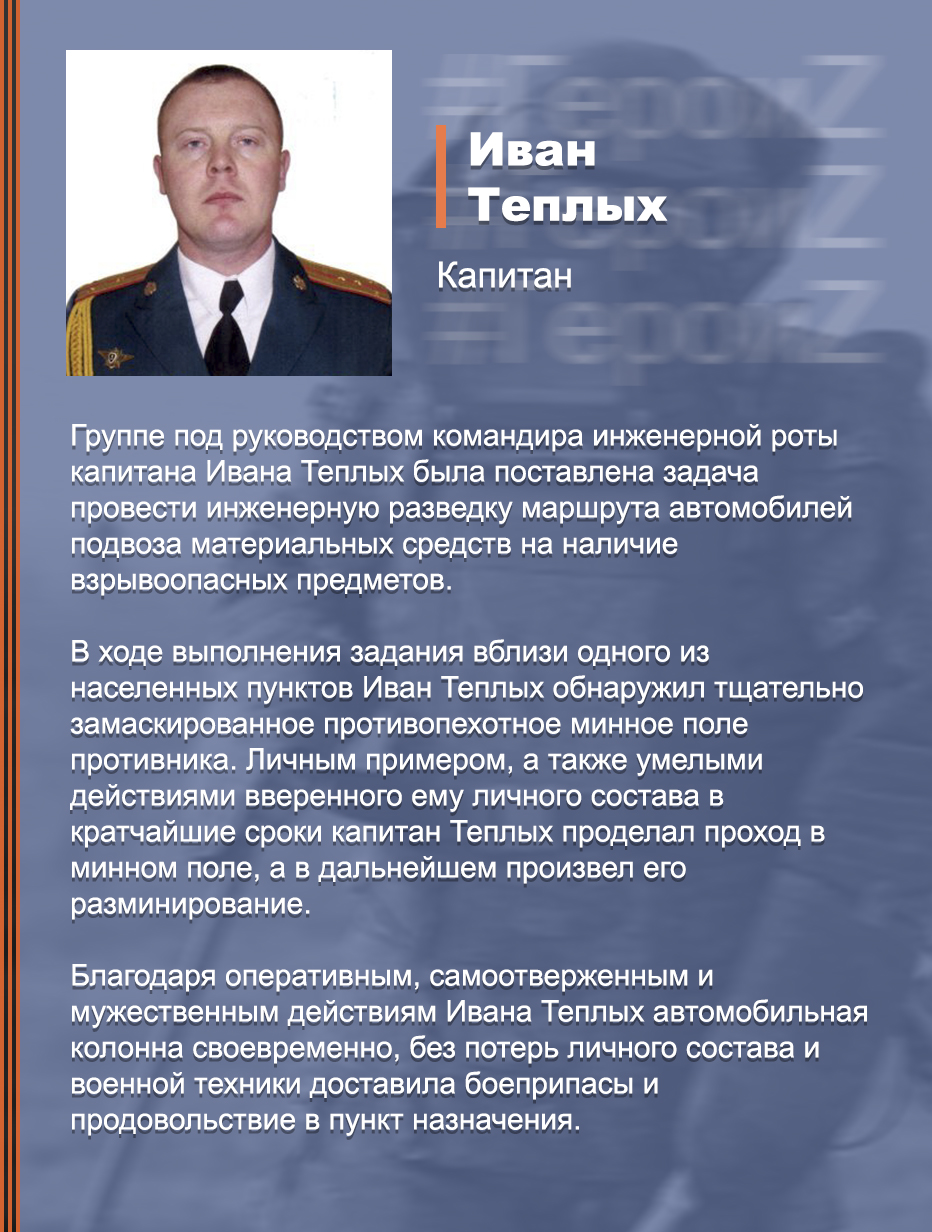 #ГероиZ
#ГероиZ
#ГероиZ
Иван
Теплых
Капитан
Группе под руководством командира инженерной роты
капитана Ивана Теплых была поставлена задача
провести инженерную разведку маршрута автомобилей
подвоза материальных средств на наличие
взрывоопасных предметов.
В ходе выполнения задания вблизи одного из
населенных пунктов Иван Теплых обнаружил тщательно
замаскированное противопехотное минное поле
противника. Личным примером, а также умелыми
действиями вверенного ему личного состава в
кратчайшие сроки капитан Теплых проделал проход в
минном поле, а в дальнейшем произвел его
разминирование.
Благодаря оперативным, самоотверженным и
мужественным действиям Ивана Теплых автомобильная
колонна своевременно, без потерь личного состава и
военной техники доставила боеприпасы и
продовольствие в пункт назначения.